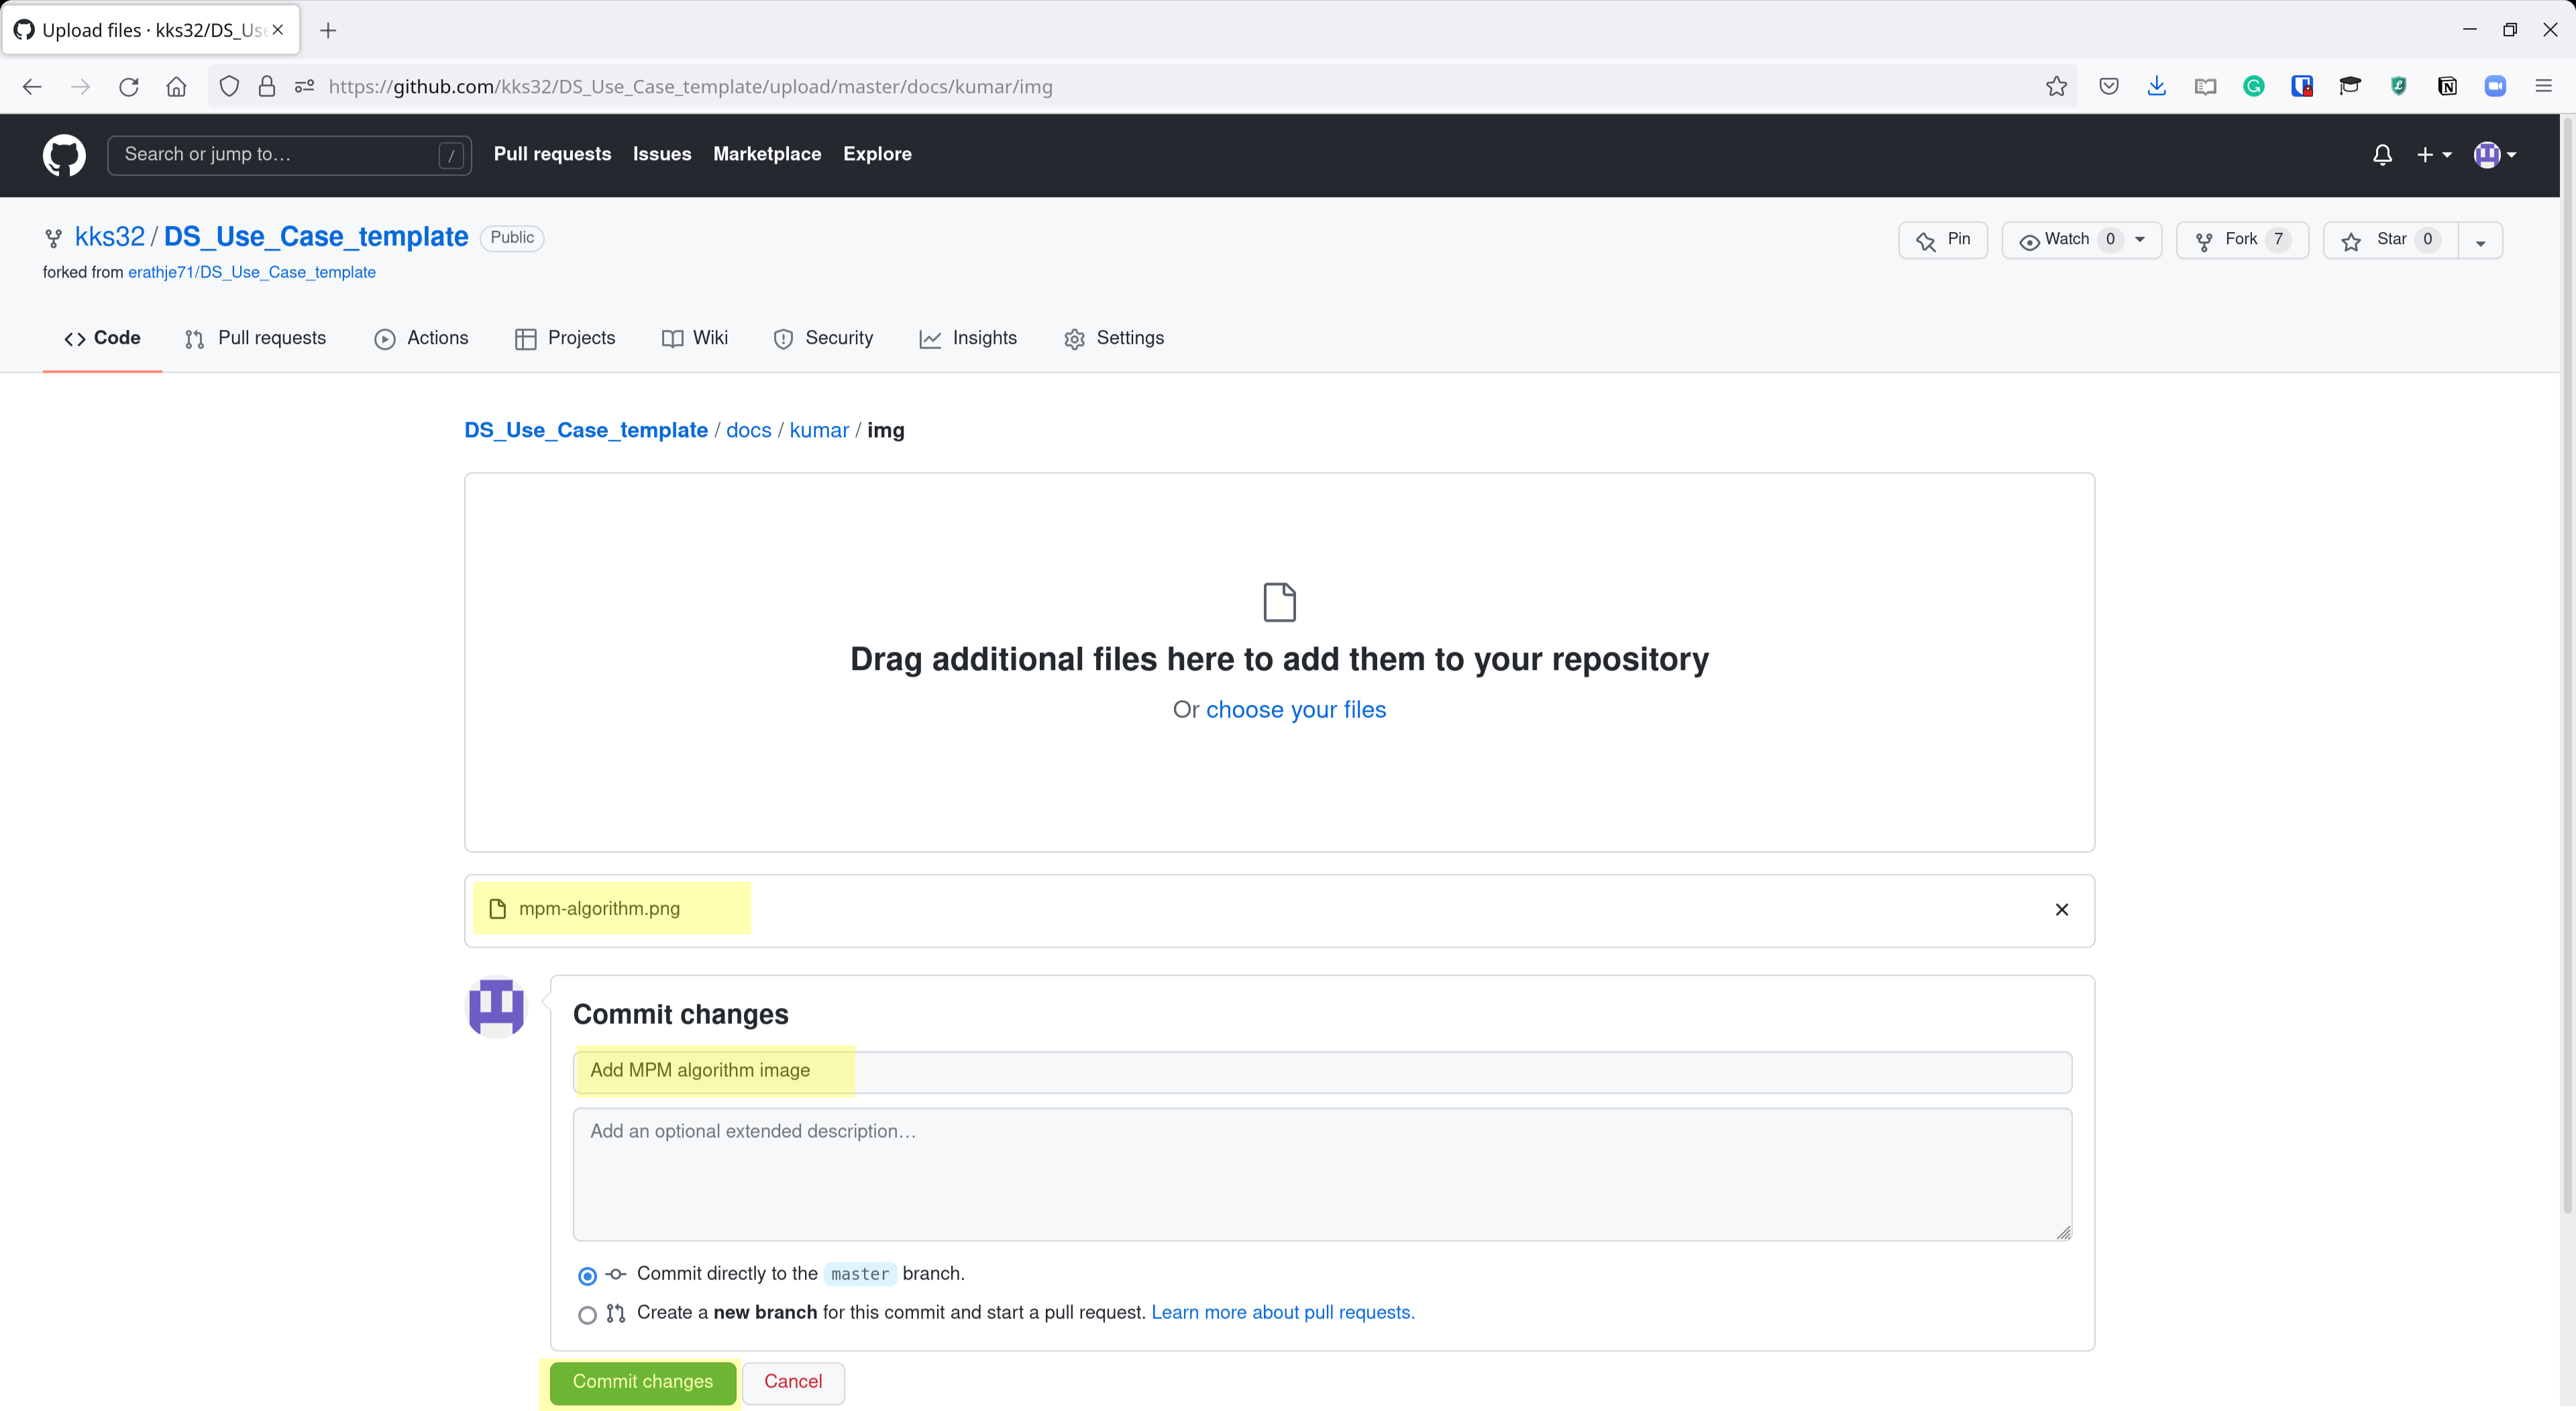 Upload files · kks32/DS_Use
https://github.com/kks32/DS_Use_Case_template/upload/master/docs/kumar/img
Search or jump to… /
Pull requests Issues Marketplace Explore
kks32 / DS_Use_Case_template Public
Pin Watch 0 Fork 7 Star 0
forked from erathje71/DS_Use_Case_template
Code Pull requests Actions Projects Wiki Security Insights Settings
DS_Use_Case_template / docs / kumar / img
Drag additional files here to add them to your repository
Or choose your files
mpm-algorithm.png
Commit changes
Add MPM algorithm image
Add an optional extended description…
Commit directly to the master branch.
Create a new branch for this commit and start a pull request. Learn more about pull requests.
Commit changes Cancel